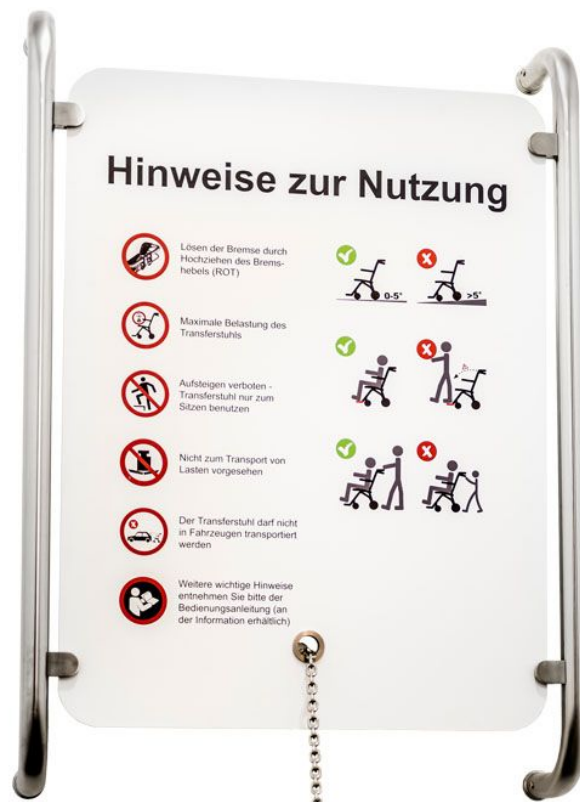 Hinweise zur Nutzung
Lösen der Bremse durch
Hochziehen des Brems-
hebels (ROT)
Maximale Belastung des
Transferstuhls
Aufsteigen verboten -
Transferstuhl nur zum
Sitzen benutzen
Nicht zum Transport von
Lasten vorgesehen
Der Transferstuhl darf nicht
in Fahrzeugen transportiert
werden
Weitere wichtige Hinweise
entnehmen Sie bitte der
Bedienungsanleitung (an
der Information erhältlich)
0-5°
>5°